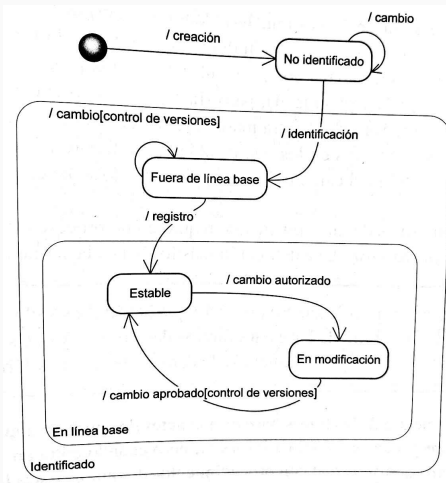 / cambio
/ creación
No identificado
/ cambio[control de versiones]
/ identificación
Fuera de línea base
/ registro
/ cambio autorizado
Estable
En modificación
/ cambio aprobado[control de versiones]
En línea base
Identificado